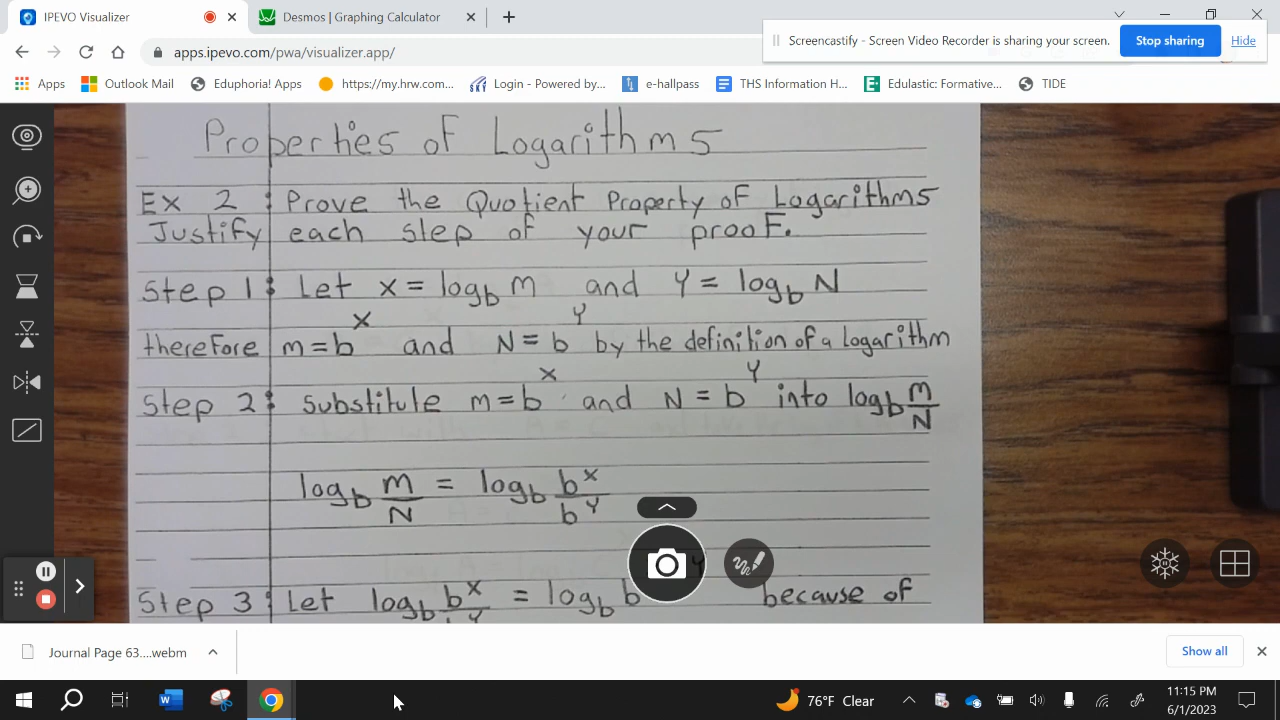 IPEVO Visualizer
Desmos | Graphing Calculator
apps.ipevo.com/pwa/visualizer.app/
Screencastify - Screen Video Recorder is sharing your screen.
Stop sharing
Hide
Apps
Outlook Mail
Eduphoria! Apps
https://my.hrw.com...
Login - Powered by...
e-hallpass
THS Information H...
Edulastic: Formative...
TIDE
Properties of Logarithms
Ex 2: Prove the Quotient Property of Logarithms
Justify each step of your proof.
Step 1: Let x = log_b m and Y = log_b N
therefore m = b^x and N = b^Y by the definition of a logarithm
Step 2: substitute m = b^x and N = b^Y into log_b m/N
log_b m/N = log_b b^x/b^Y
Step 3: Let log_b b^x/b^Y = log_b b because of
Journal Page 63....webm
Show all
76°F Clear
11:15 PM
6/1/2023